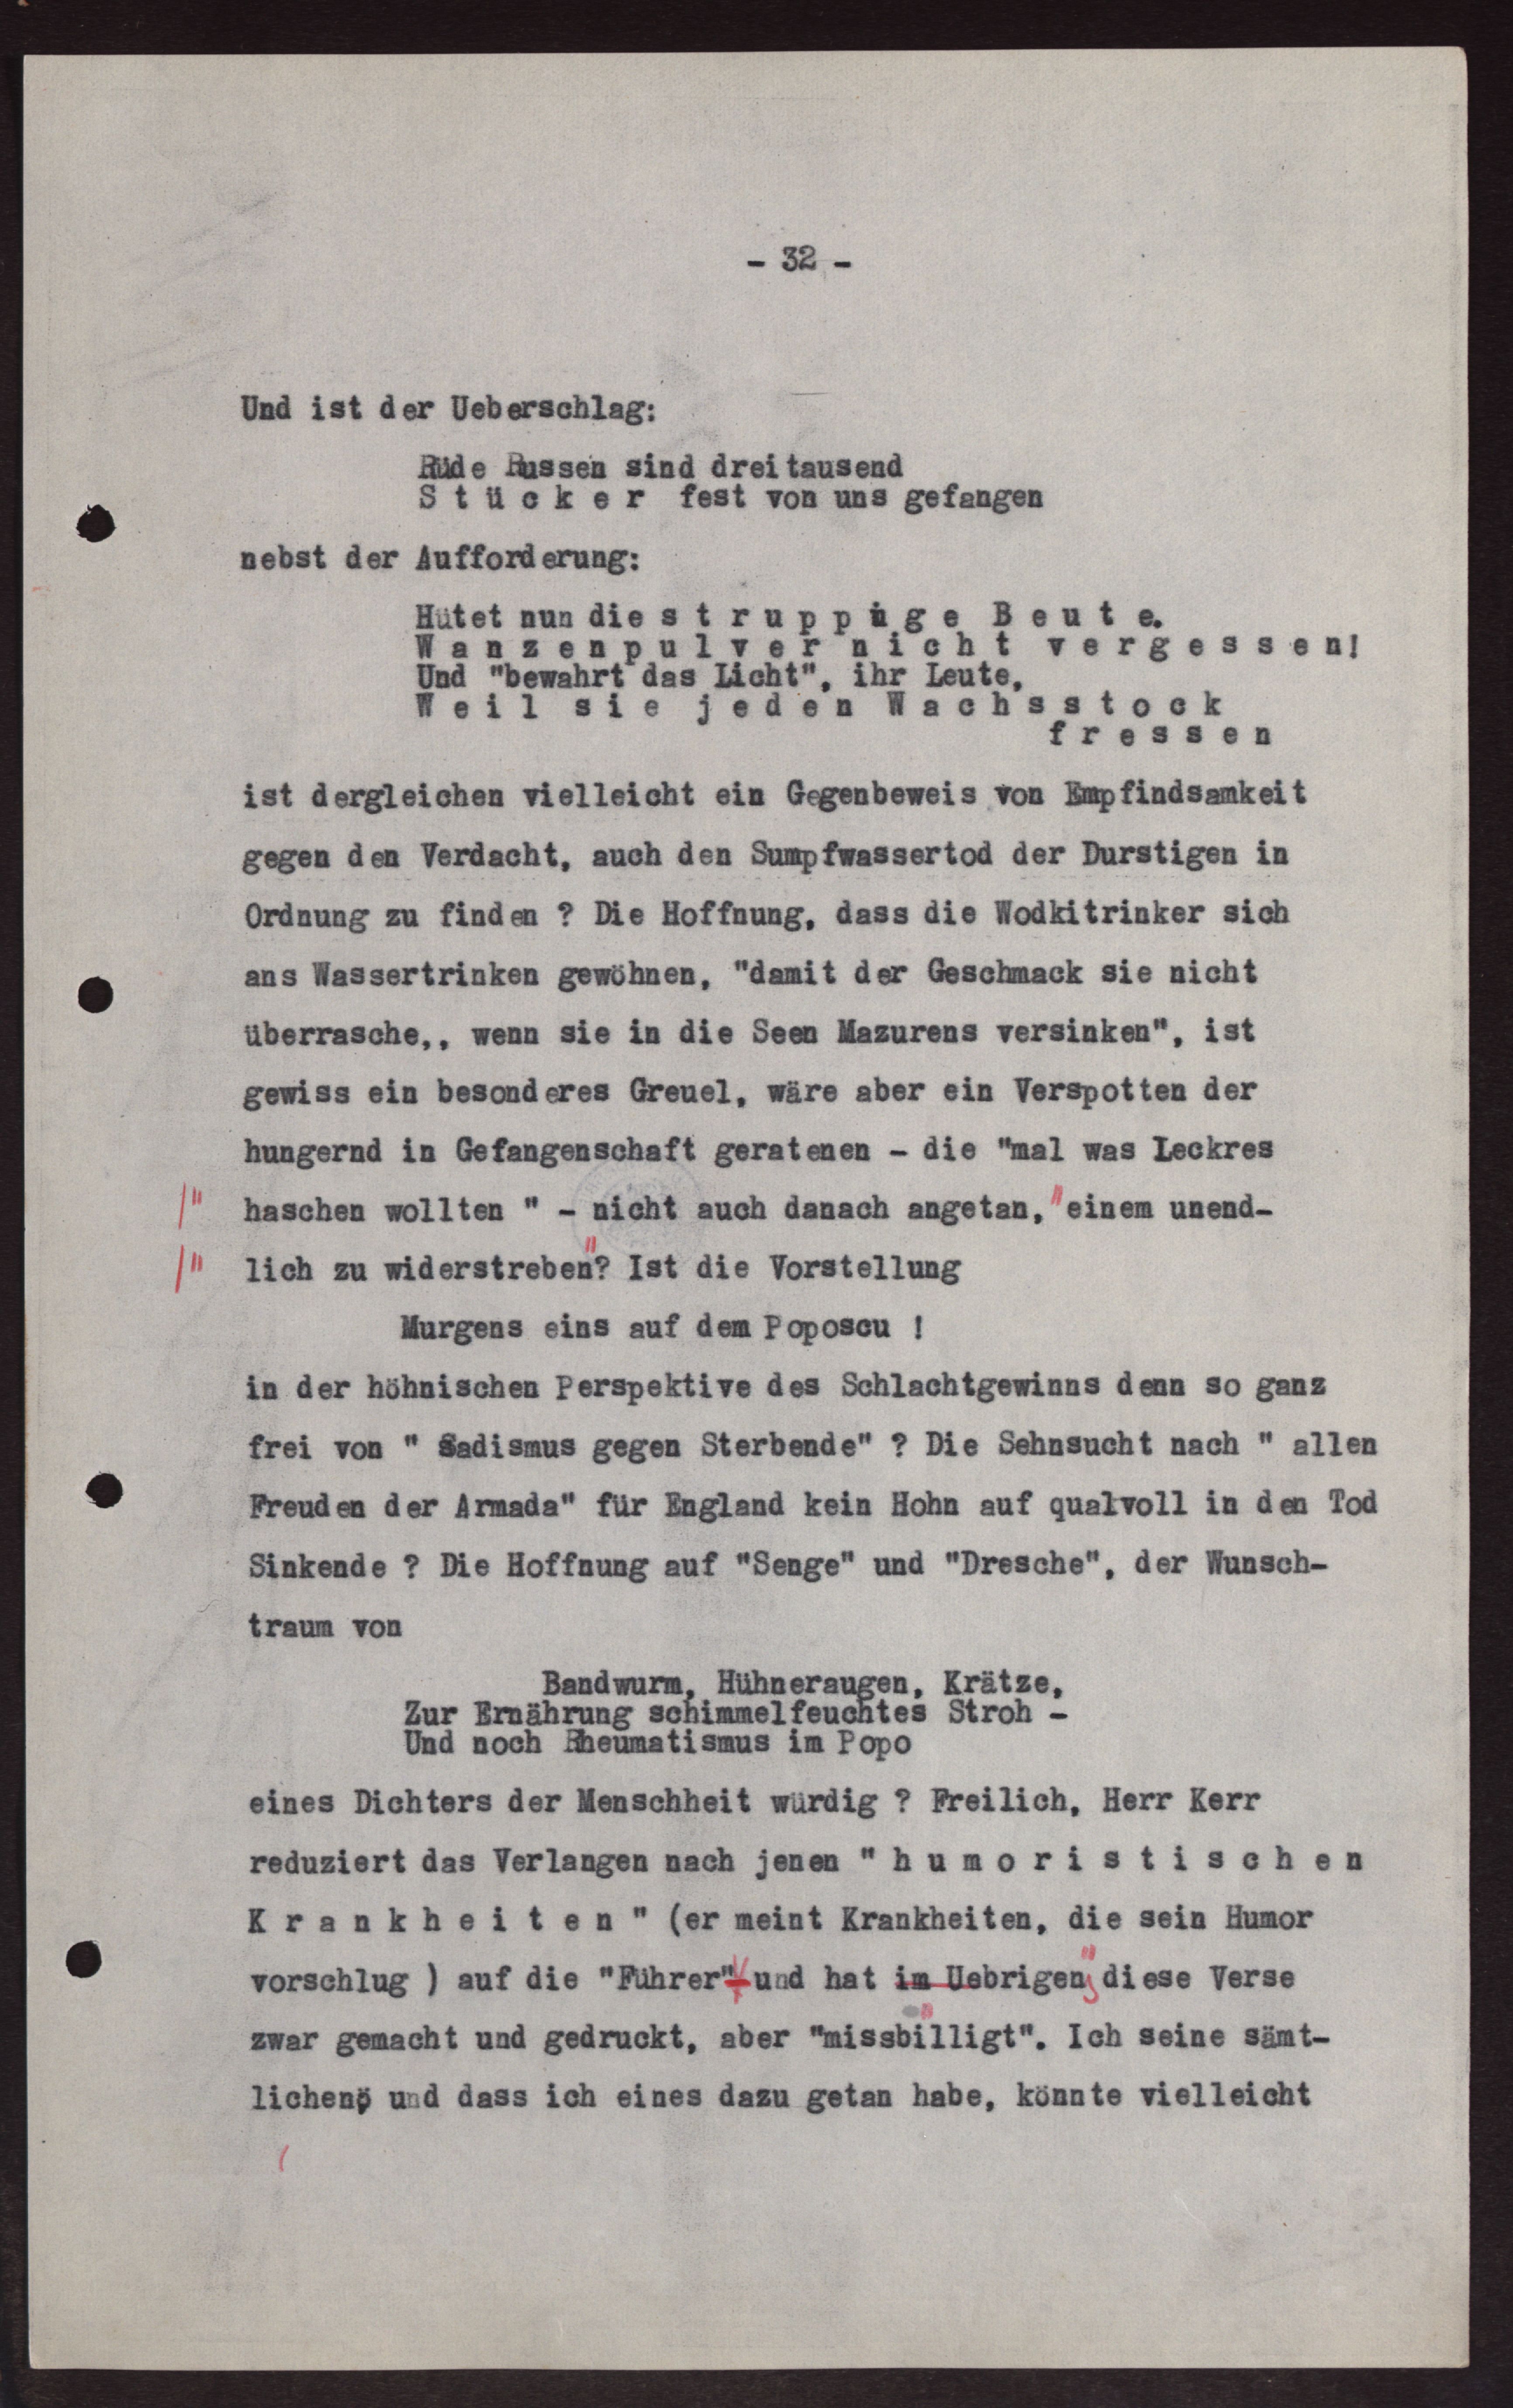 - 32 -
Und ist der Ueberschlag:
Rüde Russen sind dreitausend
S t ü c k e r fest von uns gefangen
nebst der Aufforderung:
Hütet nun die s t r u p p i g e B e u t e.
W a n z e n p u l v e r n i c h t v e r g e s s e n!
Und "bewahrt das Licht", ihr Leute,
W e i l s i e j e d e n W a c h s s t o c k
f r e s s e n
ist dergleichen vielleicht ein Gegenbeweis von Empfindsamkeit
gegen den Verdacht, auch den Sumpfwassertod der Durstigen in
Ordnung zu finden ? Die Hoffnung, dass die Wodkitrinker sich
ans Wassertrinken gewöhnen, "damit der Geschmack sie nicht
überrasche,, wenn sie in die Seen Mazurens versinken", ist
gewiss ein besonderes Greuel, wäre aber ein Verspotten der
hungernd in Gefangenschaft geratenen - die "mal was Leckres
haschen wollten " - nicht auch danach angetan, "einem unend-
lich zu widerstreben"? Ist die Vorstellung
Murgens eins auf dem Poposcu !
in der höhnischen Perspektive des Schlachtgewinns denn so ganz
frei von " Sadismus gegen Sterbende" ? Die Sehnsucht nach " allen
Freuden der Armada" für England kein Hohn auf qualvoll in den Tod
Sinkende ? Die Hoffnung auf "Senge" und "Dresche", der Wunsch-
traum von
Bandwurm, Hühneraugen, Krätze,
Zur Ernährung schimmelfeuchtes Stroh -
Und noch Rheumatismus im Popo
eines Dichters der Menschheit würdig ? Freilich, Herr Kerr
reduziert das Verlangen nach jenen " h u m o r i s t i s c h e n
K r a n k h e i t e n " (er meint Krankheiten, die sein Humor
vorschlug ) auf die "Führer" und hat im Uebrigen diese Verse
zwar gemacht und gedruckt, aber "missbilligt". Ich seine sämt-
lichen, und dass ich eines dazu getan habe, könnte vielleicht